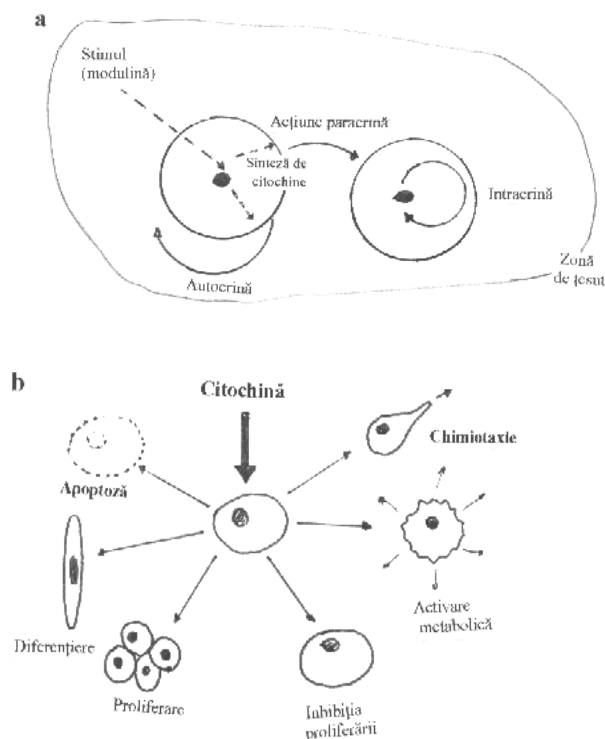 a
Stimul
(modulină)
Acțiune paracrină
Sinteză de
citochine
Intracrină
Autocrină
Zonă
de țesut
b
Citochină
Chimiotaxie
Apoptoză
Activare
metabolică
Diferențiere
Proliferare
Inhibiția
proliferării